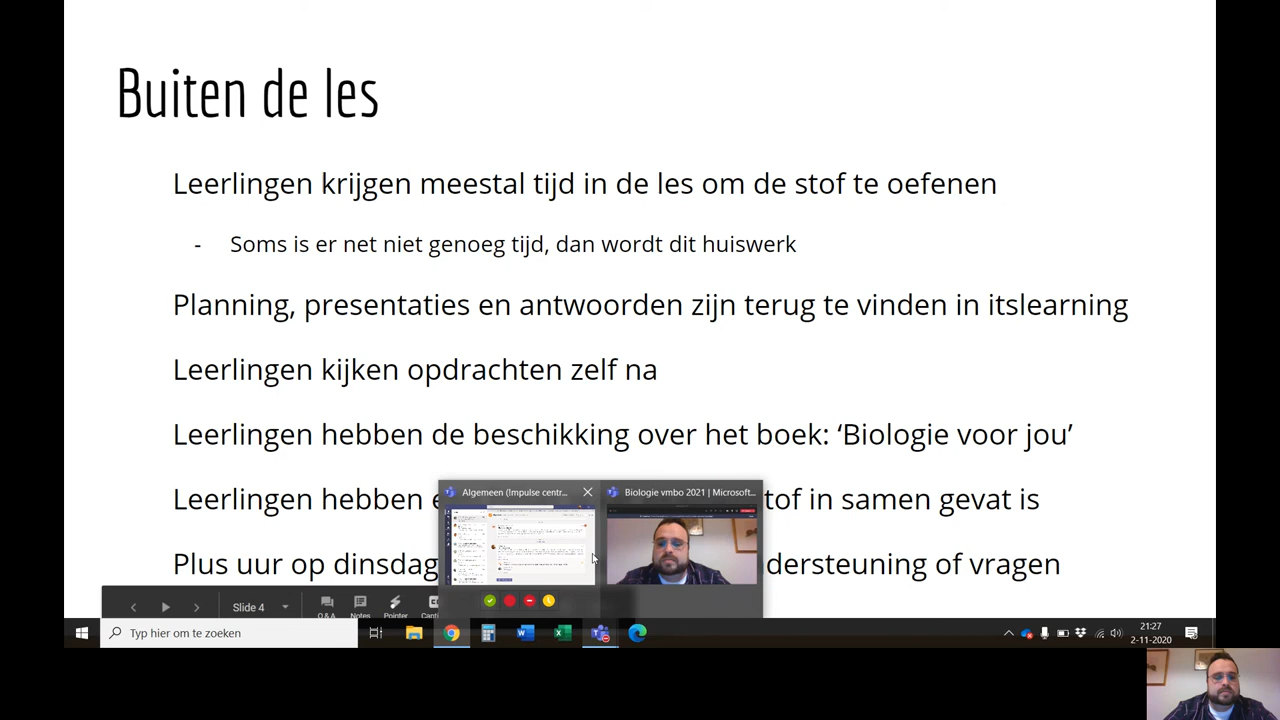 Buiten de les
Leerlingen krijgen meestal tijd in de les om de stof te oefenen
- Soms is er net niet genoeg tijd, dan wordt dit huiswerk
Planning, presentaties en antwoorden zijn terug te vinden in itslearning
Leerlingen kijken opdrachten zelf na
Leerlingen hebben de beschikking over het boek: ‘Biologie voor jou’
Algemeen (!mpulse centr...
Biologie vmbo 2021 | Microsoft...
Leerlingen hebben
in samen gevat is
Plus uur op dinsdag
of vragen
Slide 4
Q & A
Notes
Pointer
Typ hier om te zoeken
21:27
2-11-2020